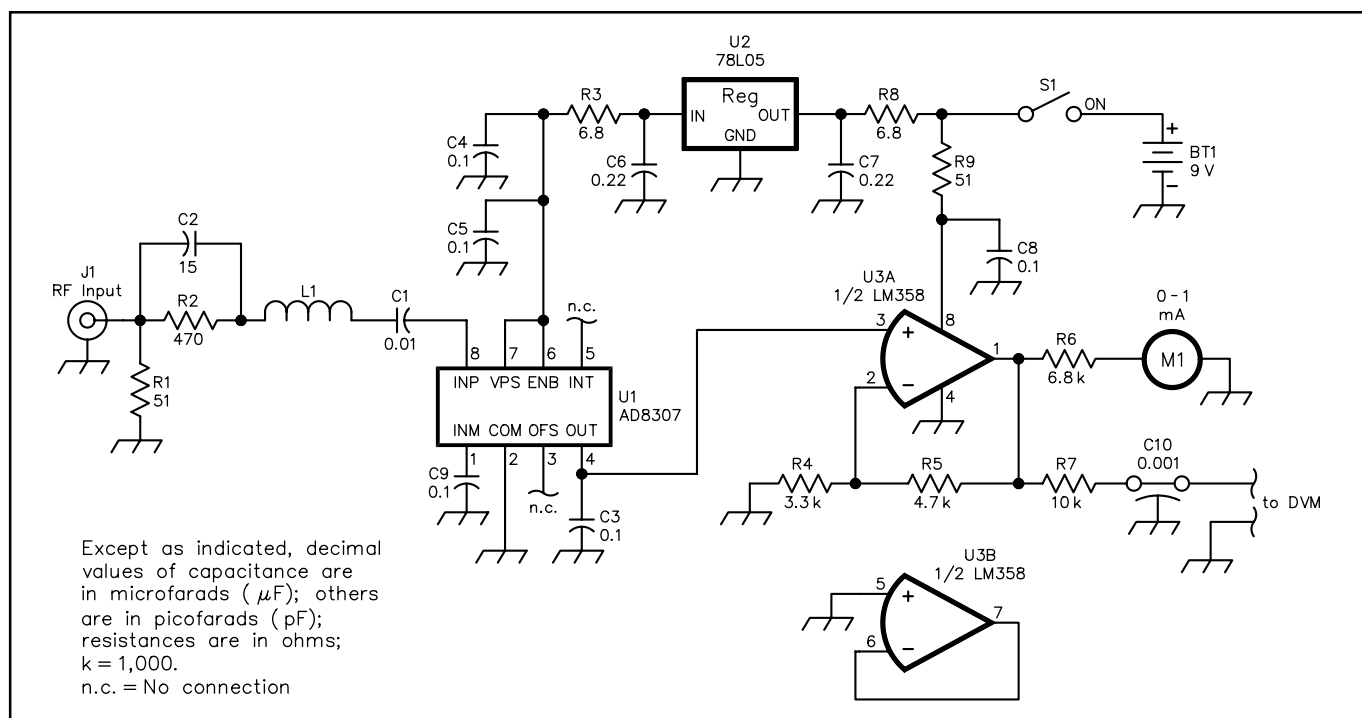 U2
78L05
Reg
IN
OUT
GND
R3
6.8
R8
6.8
S1
ON
+
BT1
9 V
−
C4
0.1
C6
0.22
C7
0.22
R9
51
C5
0.1
C8
0.1
C2
15
J1
RF Input
R2
470
L1
C1
0.01
R1
51
n.c.
8
7
6
5
INP
VPS
ENB
INT
INM
COM
OFS
OUT
1
2
3
4
U1
AD8307
C9
0.1
n.c.
C3
0.1
U3A
1/2 LM358
3
+
8
2
−
4
1
R6
6.8 k
0-1
mA
M1
R4
3.3 k
R5
4.7k
R7
10 k
C10
0.001
to DVM
U3B
1/2 LM358
5
+
6
−
7
Except as indicated, decimal
values of capacitance are
in microfarads ( μF); others
are in picofarads ( pF);
resistances are in ohms;
k = 1,000.
n.c. = No connection